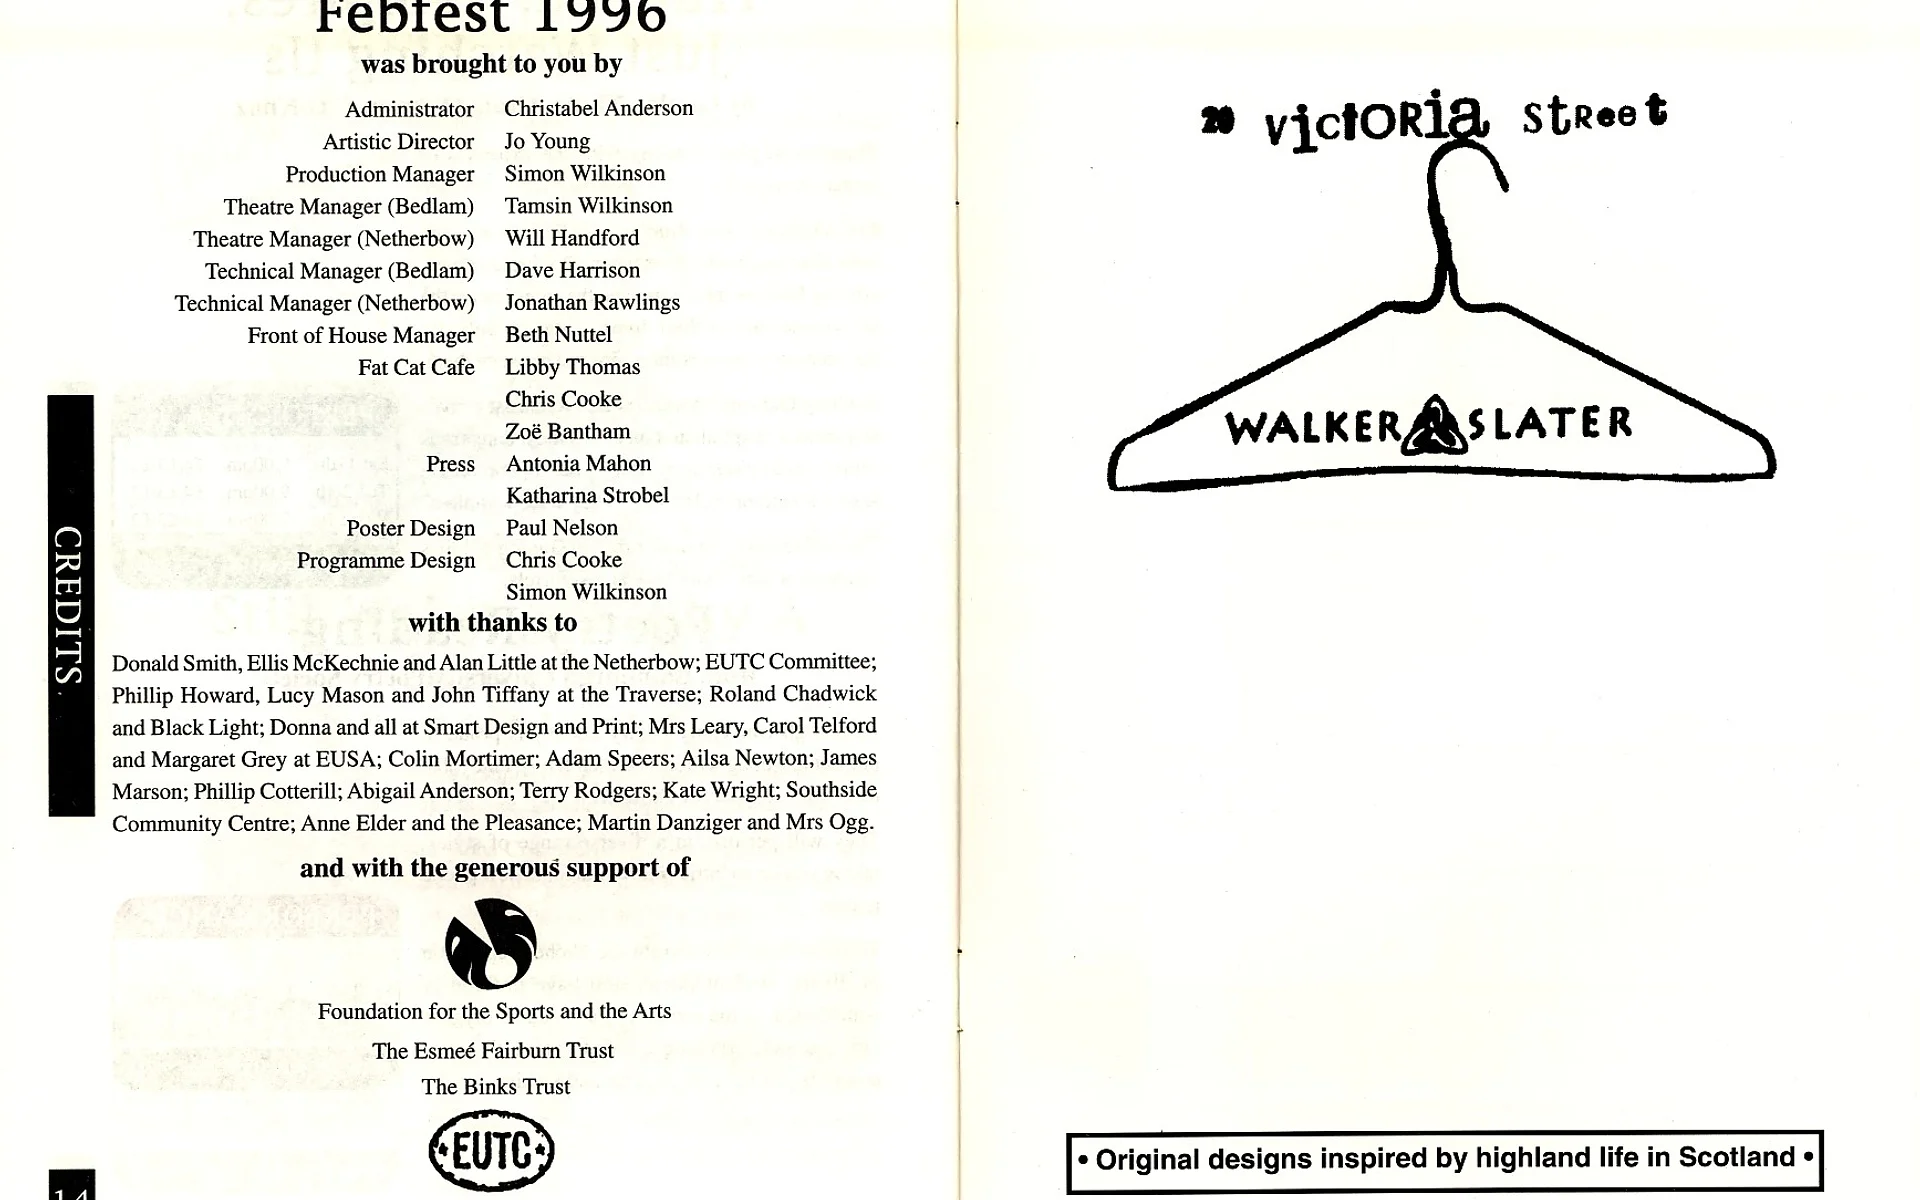 Febfest 1996
was brought to you by
Administrator Christabel Anderson
Artistic Director Jo Young
Production Manager Simon Wilkinson
Theatre Manager (Bedlam) Tamsin Wilkinson
Theatre Manager (Netherbow) Will Handford
Technical Manager (Bedlam) Dave Harrison
Technical Manager (Netherbow) Jonathan Rawlings
Front of House Manager Beth Nuttel
Fat Cat Cafe Libby Thomas
Chris Cooke
Zoë Bantham
Press Antonia Mahon
Katharina Strobel
Poster Design Paul Nelson
Programme Design Chris Cooke
Simon Wilkinson
with thanks to
Donald Smith, Ellis McKechnie and Alan Little at the Netherbow; EUTC Committee;
Phillip Howard, Lucy Mason and John Tiffany at the Traverse; Roland Chadwick
and Black Light; Donna and all at Smart Design and Print; Mrs Leary, Carol Telford
and Margaret Grey at EUSA; Colin Mortimer; Adam Speers; Ailsa Newton; James
Marson; Phillip Cotterill; Abigail Anderson; Terry Rodgers; Kate Wright; Southside
Community Centre; Anne Elder and the Pleasance; Martin Danziger and Mrs Ogg.
and with the generous support of
Foundation for the Sports and the Arts
The Esmeé Fairburn Trust
The Binks Trust
EUTC
CREDITS
14
20 victORia stReet
WALKER SLATER
• Original designs inspired by highland life in Scotland •